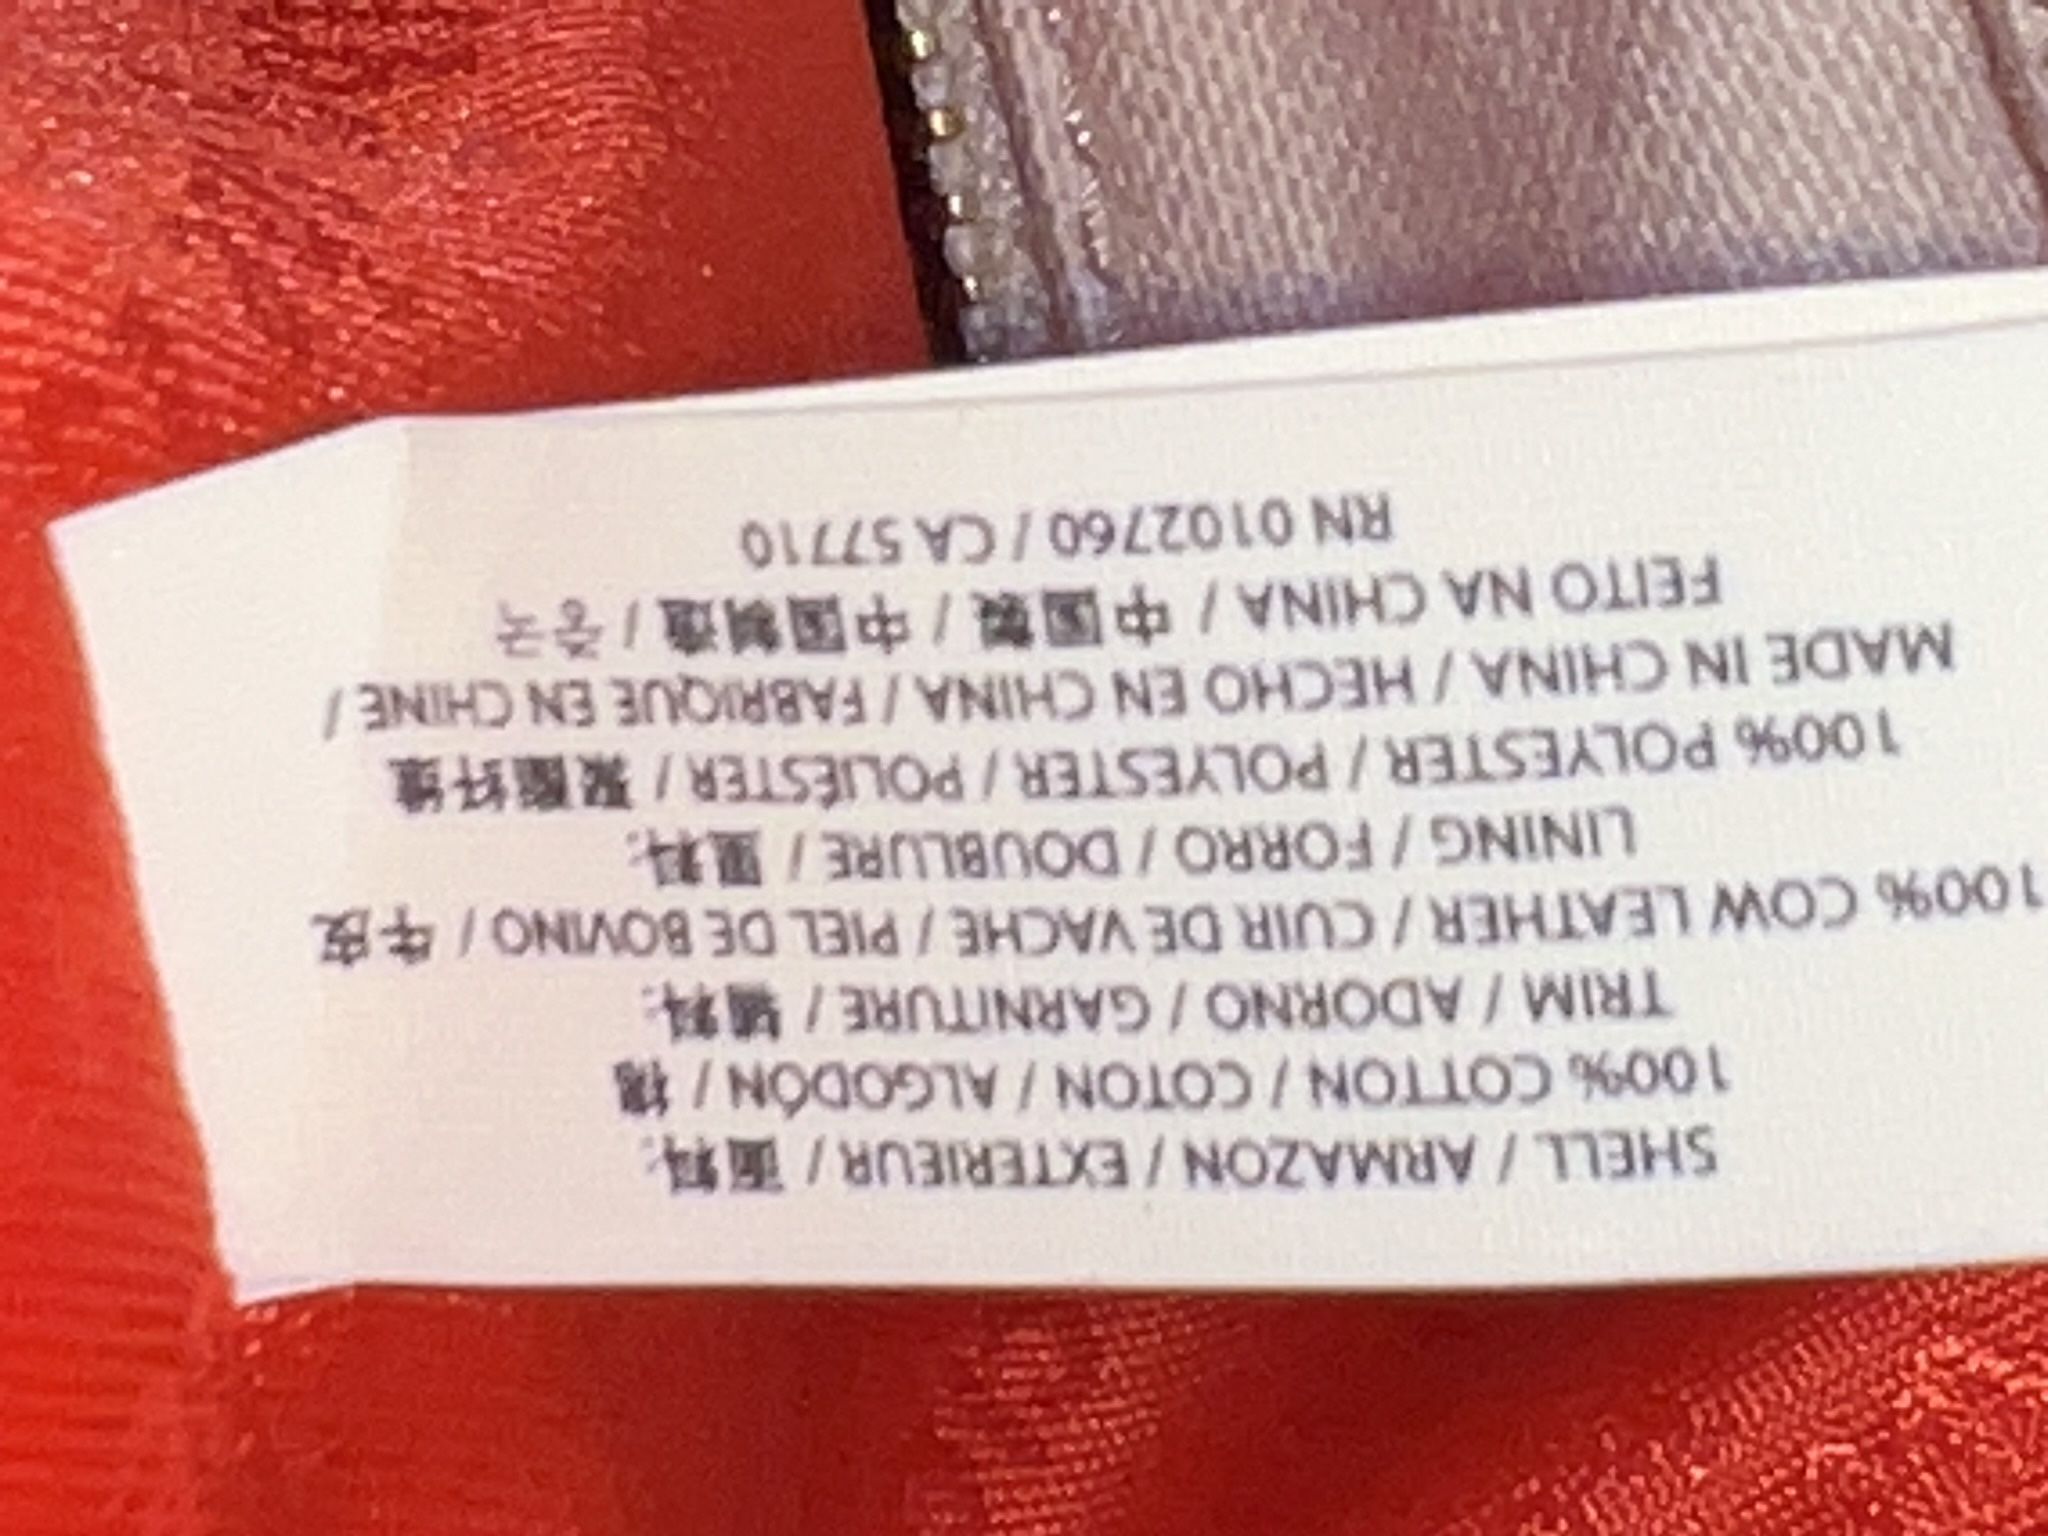 SHELL / ARMAZON / EXTERIEUR / 面料:
100% COTTON / COTON / ALGODÓN / 棉
TRIM / ADORNO / GARNITURE / 辅料:
100% COW LEATHER / CUIR DE VACHE / PIEL DE BOVINO / 牛皮
LINING / FORRO / DOUBLURE / 里料:
100% POLYESTER / POLYESTER / POLIÉSTER / 聚酯纤维
MADE IN CHINA / HECHO EN CHINA / FABRIQUE EN CHINE /
FEITO NA CHINA / 中国製 / 中国制造 / 중국
RN 0102760 / CA 57710